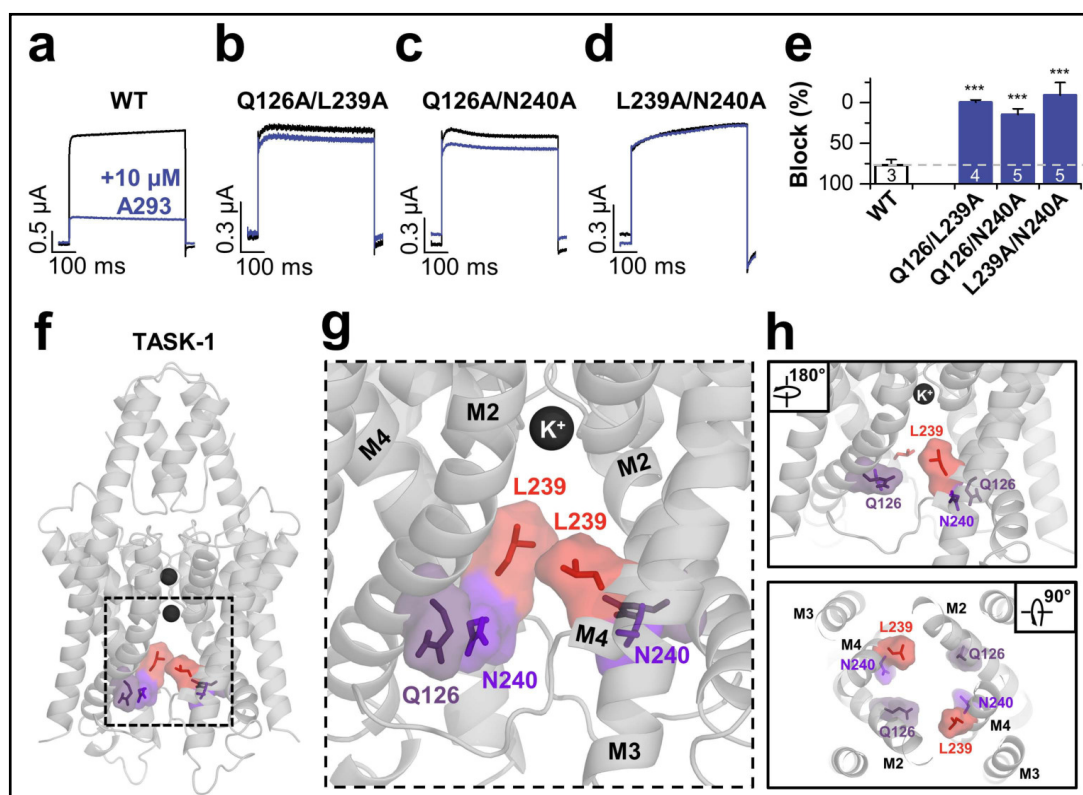 a
b
c
d
e
WT
Q126A/L239A
Q126A/N240A
L239A/N240A
+10 µM
A293
0.5 µA
100 ms
0.3 µA
100 ms
0.3 µA
100 ms
0.3 µA
100 ms
Block (%)
0
50
100
***
***
***
3
4
5
5
WT
Q126/L239A
Q126/N240A
L239A/N240A
f
TASK-1
g
M2
K+
M4
M2
L239
L239
M4
Q126
N240
N240
M3
h
180°
K+
L239
Q126
Q126
N240
90°
M3
M2
L239
M4
Q126
N240
N240
Q126
M4
L239
M2
M3